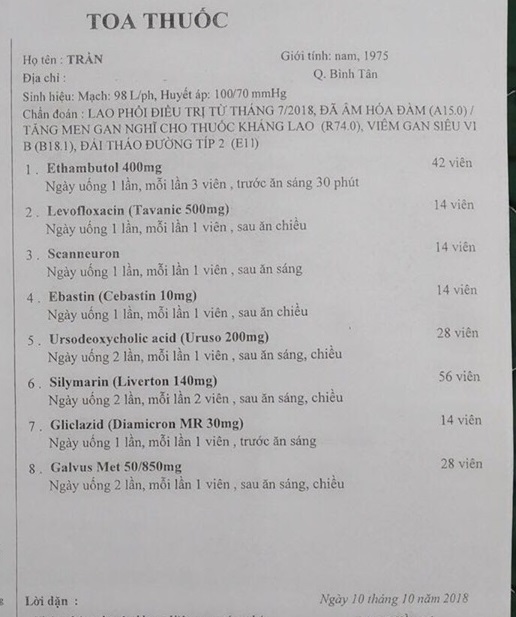 TOA THUỐC
Họ tên : TRẦN Giới tính: nam, 1975
Địa chỉ : Q. Bình Tân
Sinh hiệu: Mạch: 98 L/ph, Huyết áp: 100/70 mmHg
Chẩn đoán : LAO PHỔI ĐIỀU TRỊ TỪ THÁNG 7/2018, ĐÃ ÂM HÓA ĐÀM (A15.0) /
TĂNG MEN GAN NGHĨ CHO THUỐC KHÁNG LAO (R74.0), VIÊM GAN SIÊU VI
B (B18.1), ĐÁI THÁO ĐƯỜNG TÍP 2 (E11)
1 . Ethambutol 400mg 42 viên
Ngày uống 1 lần, mỗi lần 3 viên , trước ăn sáng 30 phút
2 . Levofloxacin (Tavanic 500mg) 14 viên
Ngày uống 1 lần, mỗi lần 1 viên , sau ăn chiều
3 . Scanneuron 14 viên
Ngày uống 1 lần, mỗi lần 1 viên , sau ăn sáng
4 . Ebastin (Cebastin 10mg) 14 viên
Ngày uống 1 lần, mỗi lần 1 viên , sau ăn chiều
5 . Ursodeoxycholic acid (Uruso 200mg) 28 viên
Ngày uống 2 lần, mỗi lần 1 viên , sau ăn sáng, chiều
6 . Silymarin (Liverton 140mg) 56 viên
Ngày uống 2 lần, mỗi lần 2 viên , sau ăn sáng, chiều
7 . Gliclazid (Diamicron MR 30mg) 14 viên
Ngày uống 1 lần, mỗi lần 1 viên , trước ăn sáng
8 . Galvus Met 50/850mg 28 viên
Ngày uống 2 lần, mỗi lần 1 viên , sau ăn sáng, chiều
Lời dặn : Ngày 10 tháng 10 năm 2018